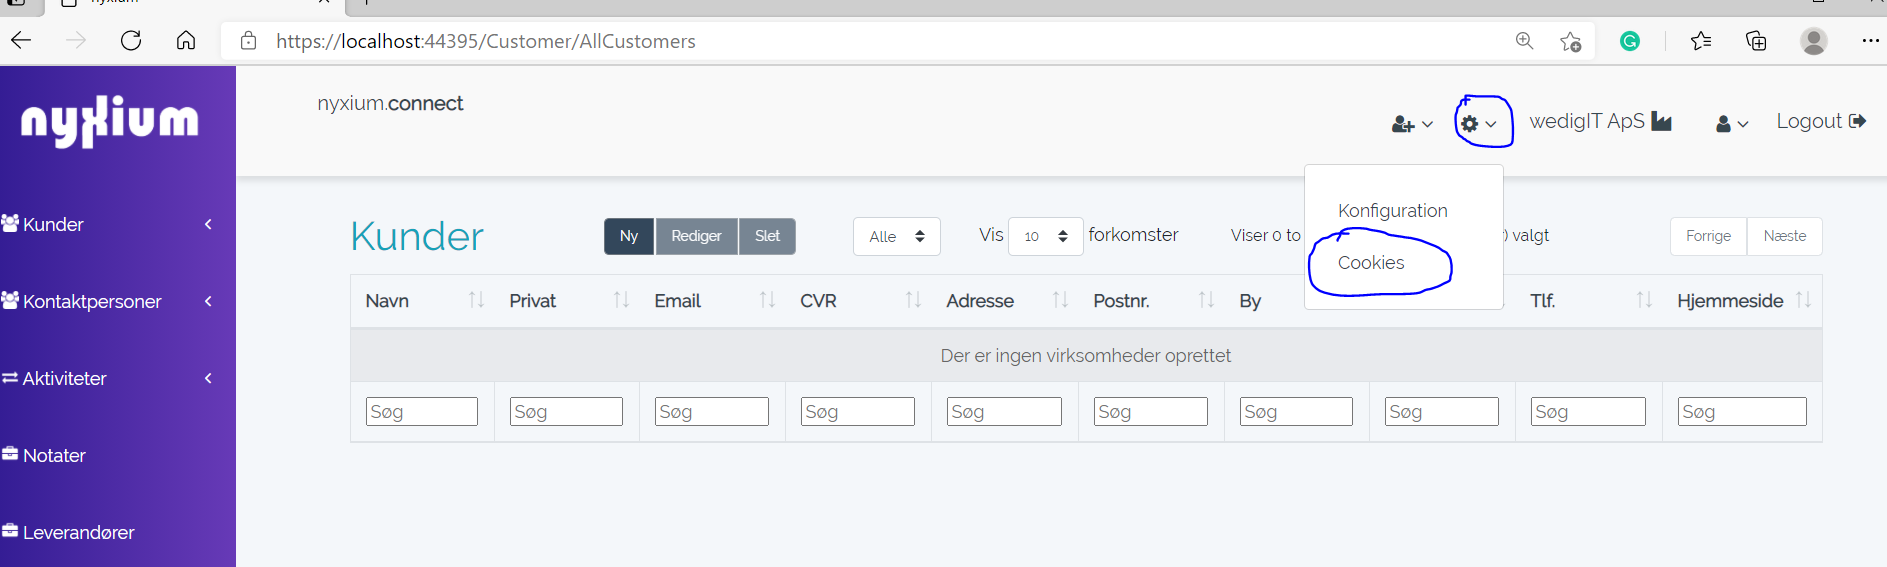 https://localhost:44395/Customer/AllCustomers
nyxium
nyxium.connect
wedigIT ApS
Logout
Konfiguration
Cookies
Kunder
Kontaktpersoner
Aktiviteter
Notater
Leverandører
Kunder
Ny Rediger Slet
Alle
Vis 10 forkomster
Viser 0 to
valgt
Forrige Næste
Navn Privat Email CVR Adresse Postnr. By Tlf. Hjemmeside
Der er ingen virksomheder oprettet
Søg Søg Søg Søg Søg Søg Søg Søg Søg Søg